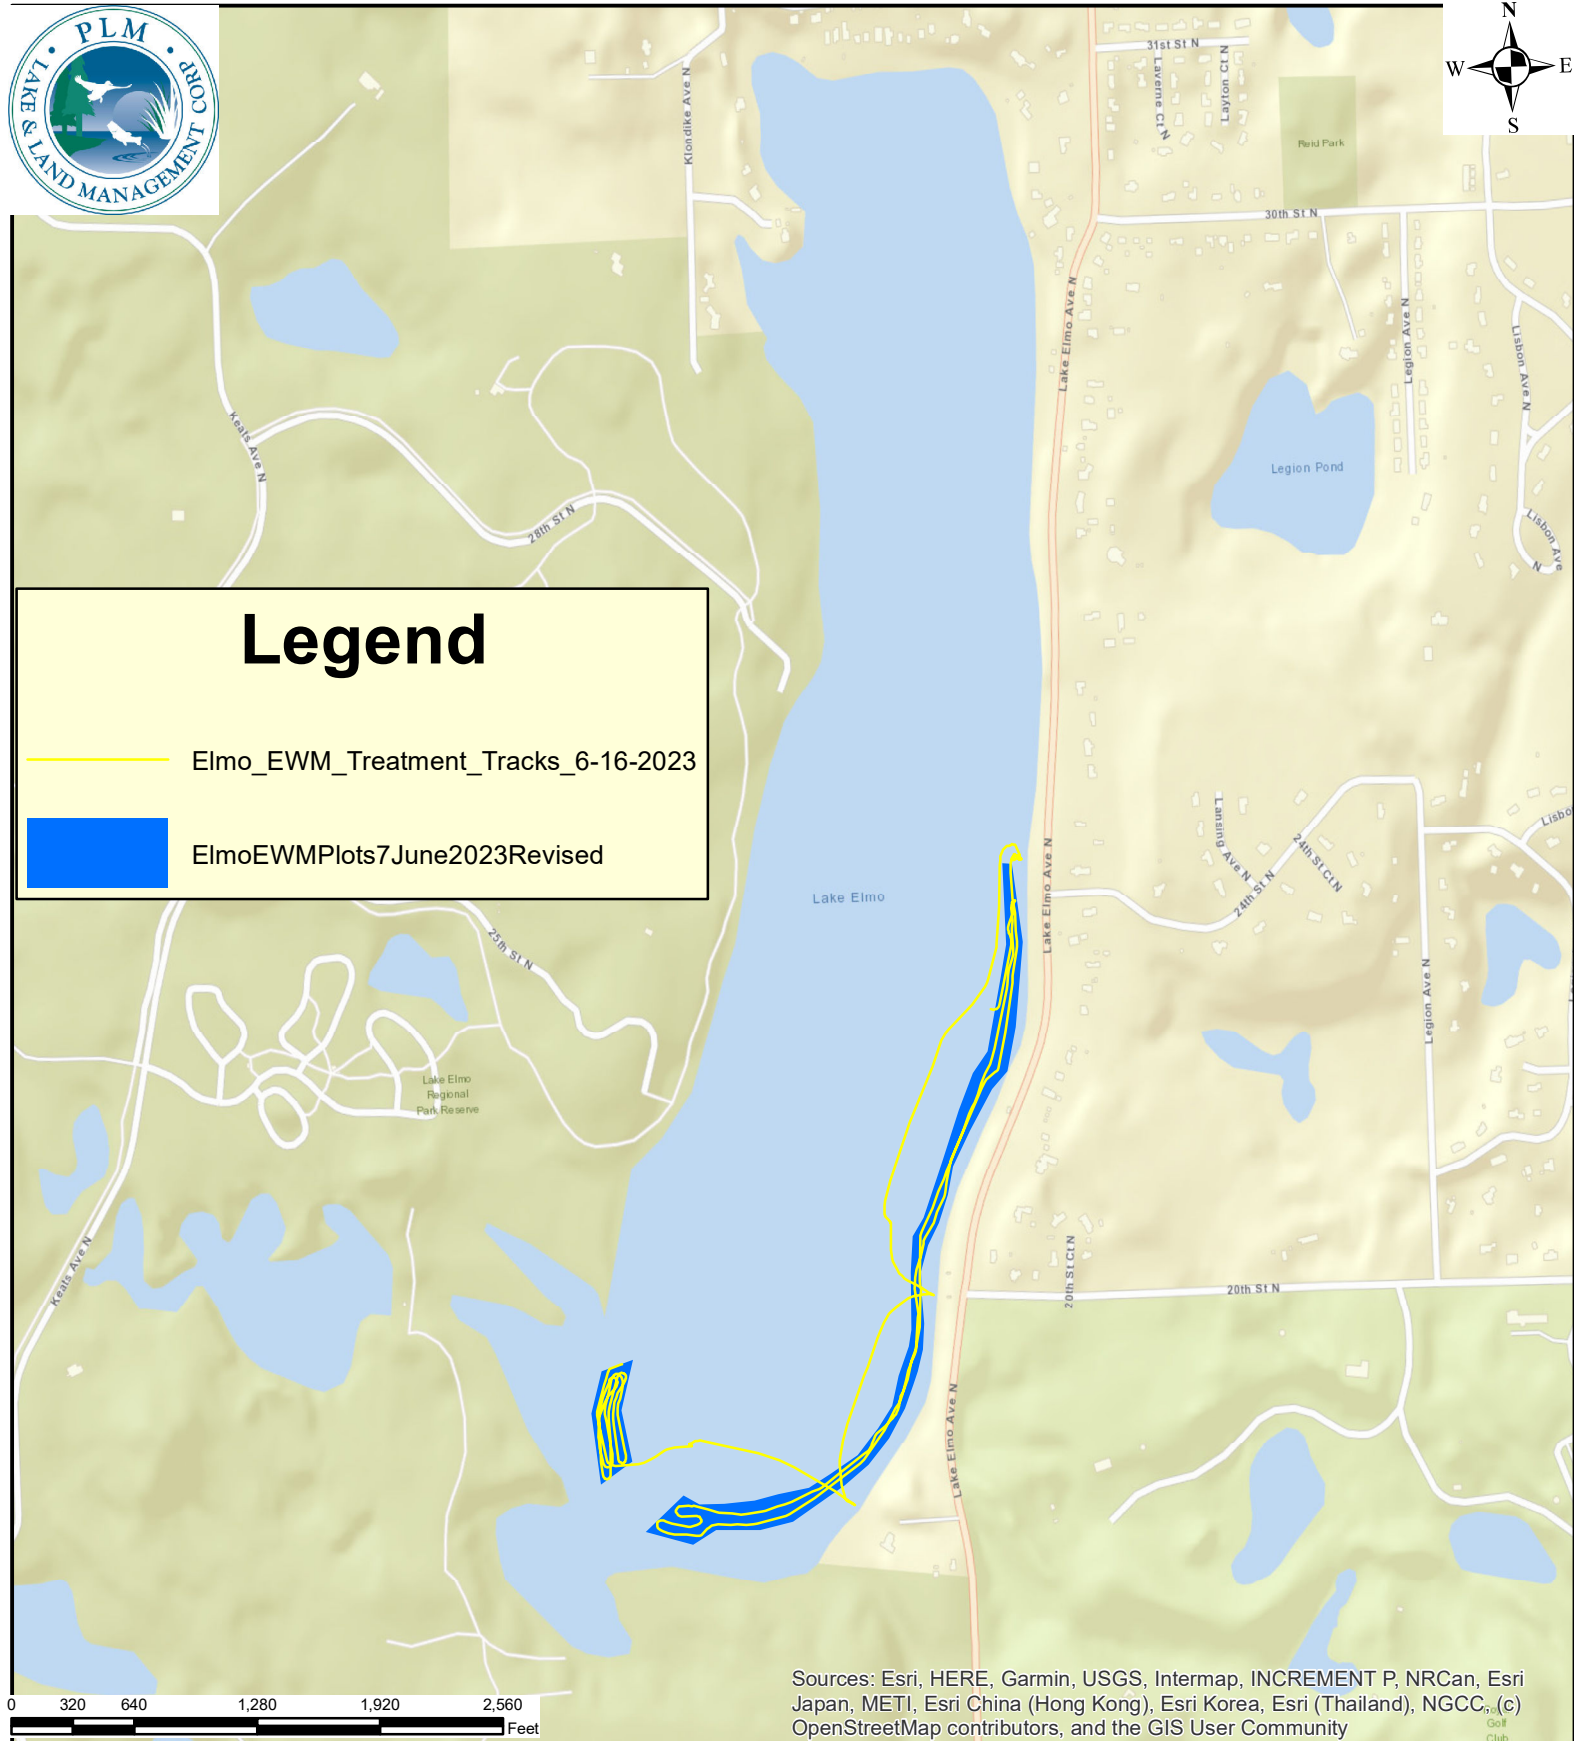 PLM
LAKE & LAND MANAGEMENT CORP
N
W
E
S
31st St N
Laverne Ct N
Layton Ct N
Klondike Ave N
Reid Park
30th St N
Lake Elmo Ave N
Legion Ave N
Lisbon Ave N
Keats Ave N
Legion Pond
28th St N
Lisbon Ave
N
Legend
Elmo_EWM_Treatment_Tracks_6-16-2023
ElmoEWMPlots7June2023Revised
Lansing Ave N
24th St Ct N
24th St N
Lisbo
Lake Elmo
Lake Elmo Ave N
25th St N
Legion Ave N
Lake Elmo
Regional
Park Reserve
Keats Ave N
20th St Ct N
20th St N
Lake Elmo Ave N
0 320 640 1,280 1,920 2,560
Feet
Sources: Esri, HERE, Garmin, USGS, Intermap, INCREMENT P, NRCan, Esri
Japan, METI, Esri China (Hong Kong), Esri Korea, Esri (Thailand), NGCC, (c)
OpenStreetMap contributors, and the GIS User Community
Golf
Club